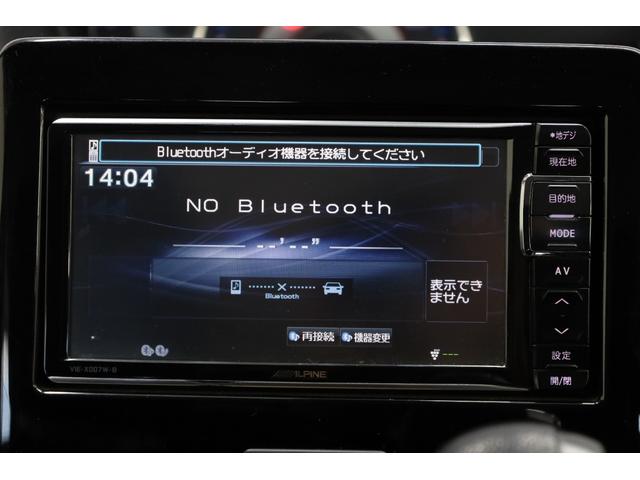 Bluetoothオーディオ機器を接続してください
14:04
NO Bluetooth
--'--"
表示でき
ません
Bluetooth
再接続
機器変更
---
VIE-X007W-B
ALPINE
*地デジ
現在地
目的地
MODE
AV
設定
開/閉